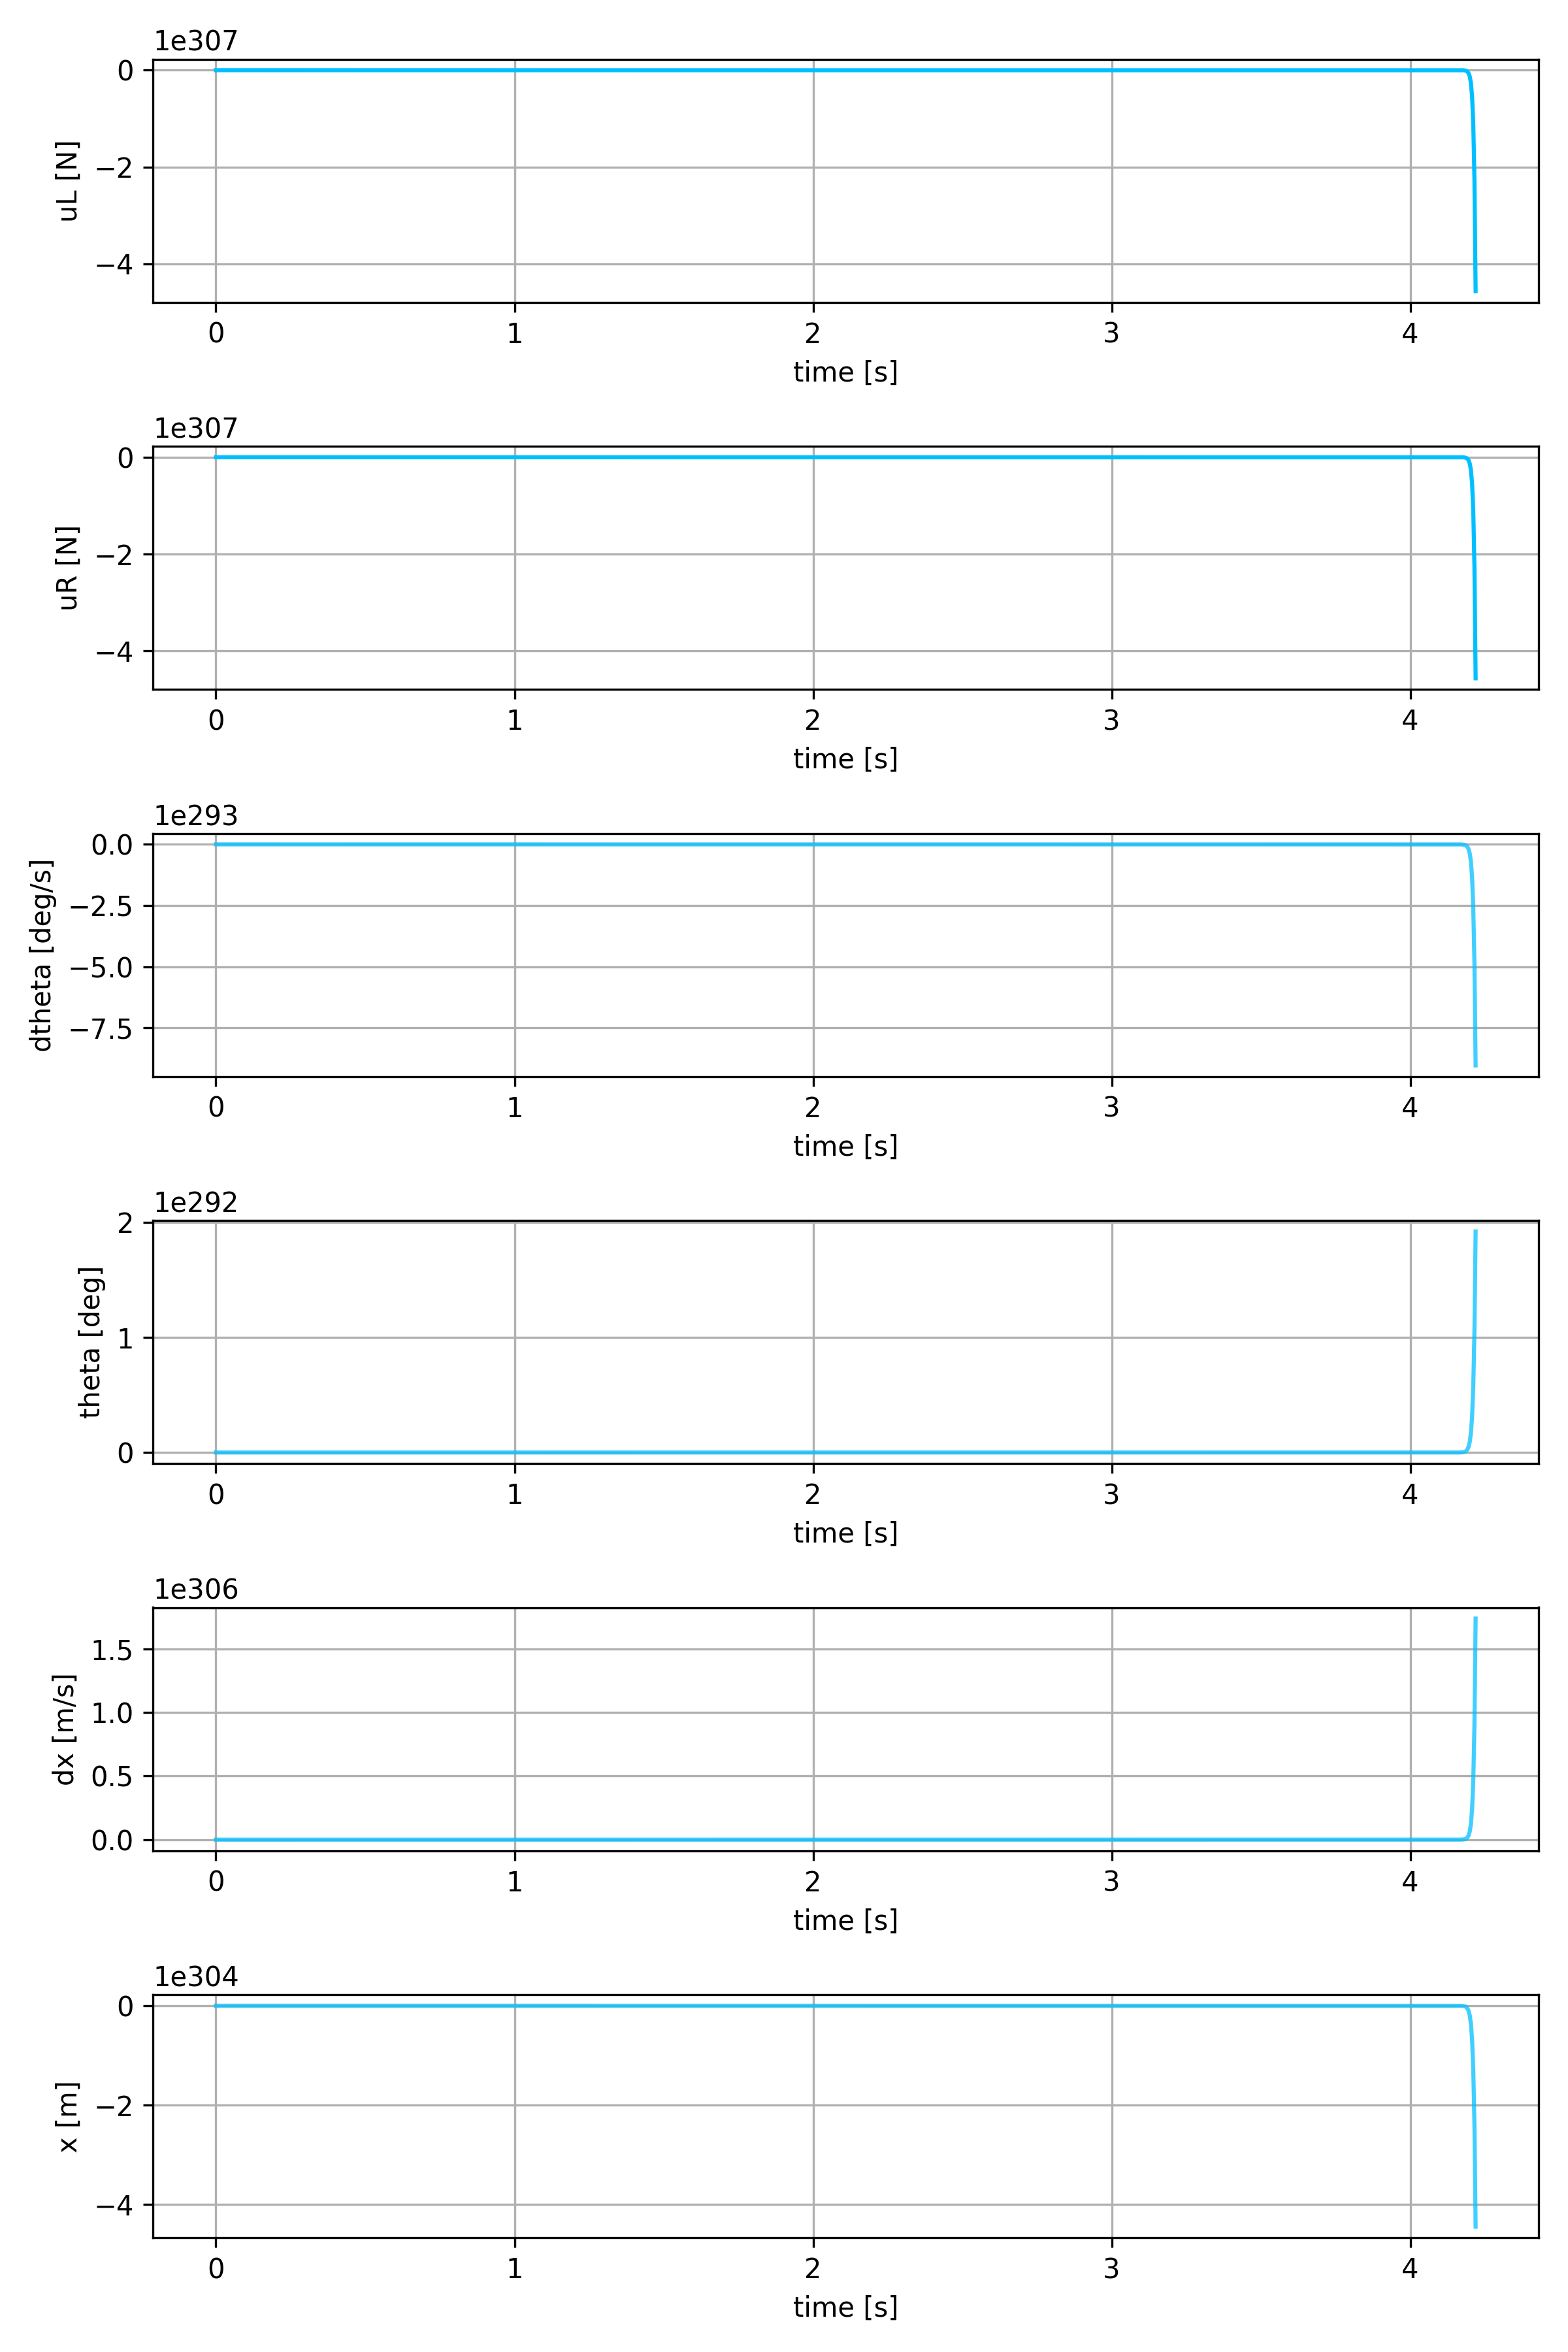 1e307
0
−2
−4
uL [N]
0 1 2 3 4
time [s]
1e307
0
−2
−4
uR [N]
0 1 2 3 4
time [s]
1e293
0.0
−2.5
−5.0
−7.5
dtheta [deg/s]
0 1 2 3 4
time [s]
1e292
2
1
0
theta [deg]
0 1 2 3 4
time [s]
1e306
1.5
1.0
0.5
0.0
dx [m/s]
0 1 2 3 4
time [s]
1e304
0
−2
−4
x [m]
0 1 2 3 4
time [s]